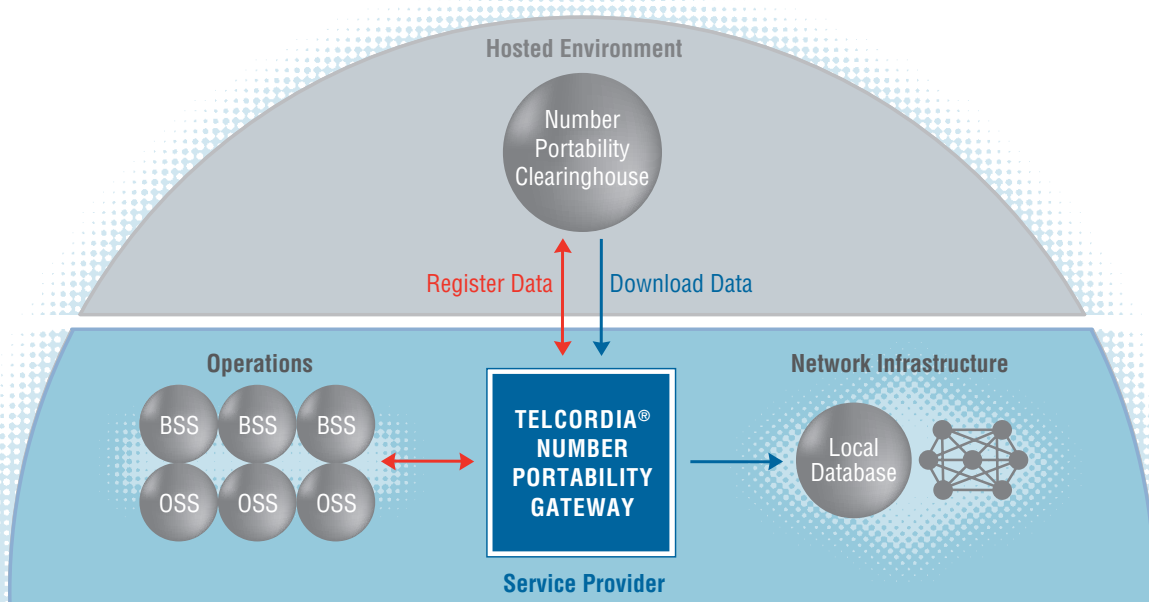 Hosted Environment
Number
Portability
Clearinghouse
Register Data
Download Data
Operations
BSS BSS BSS
OSS OSS OSS
TELCORDIA®
NUMBER
PORTABILITY
GATEWAY
Service Provider
Network Infrastructure
Local
Database